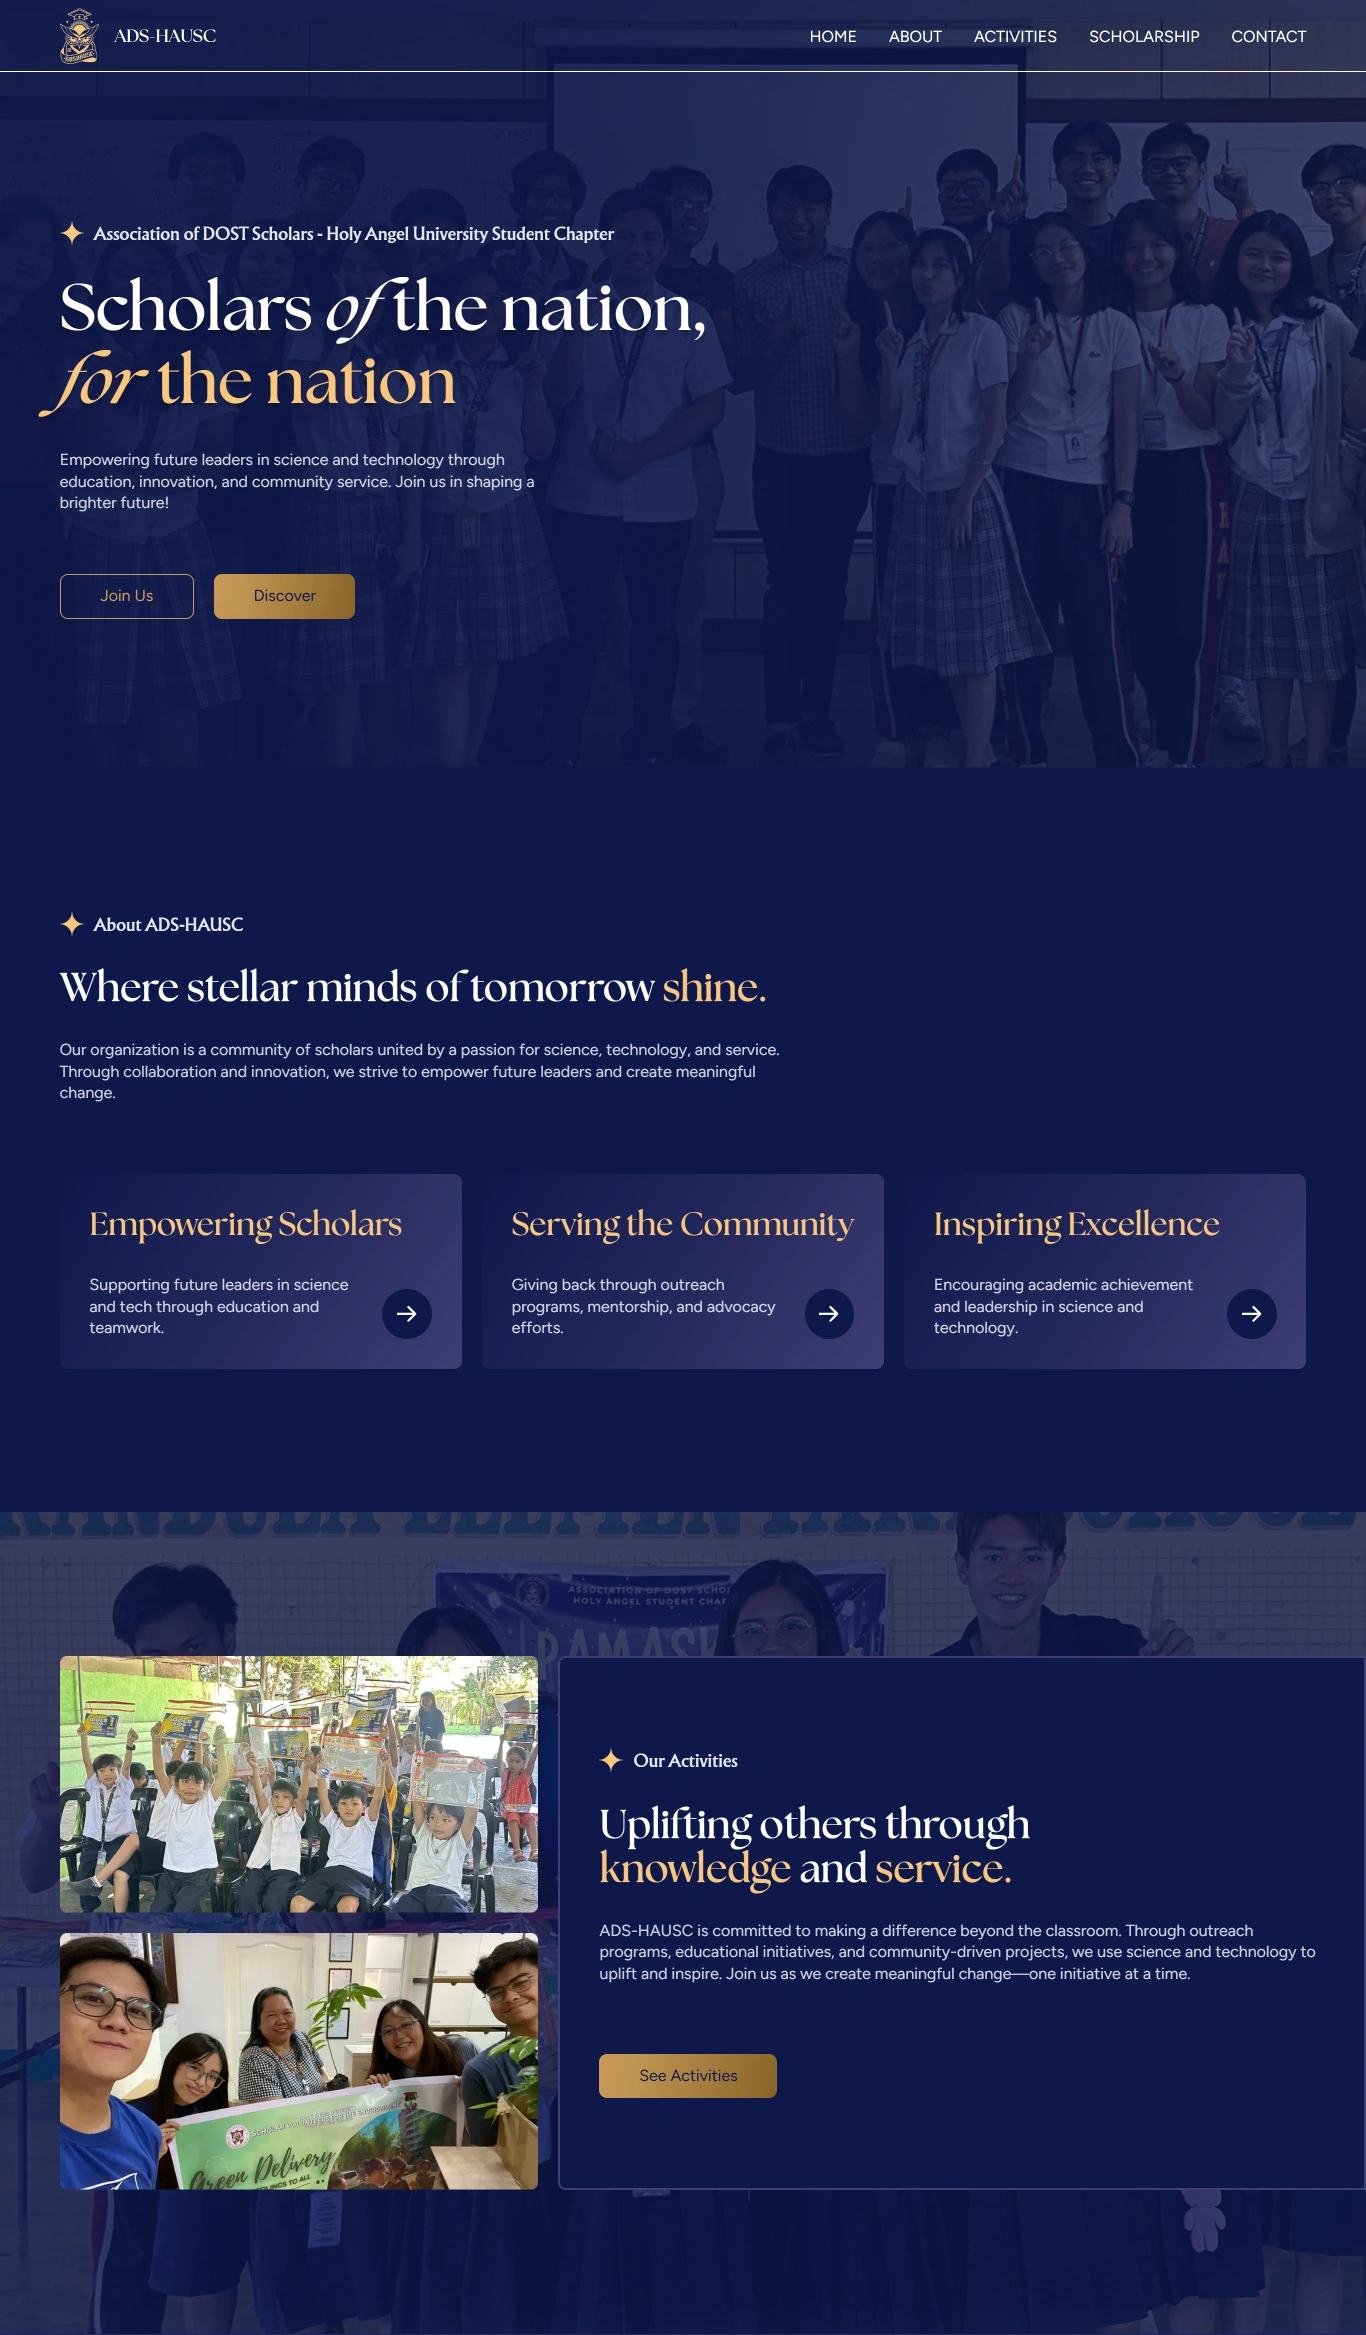 ADS-HAUSC
HOME ABOUT ACTIVITIES SCHOLARSHIP CONTACT
Association of DOST Scholars - Holy Angel University Student Chapter
Scholars of the nation,
for the nation
Empowering future leaders in science and technology through
education, innovation, and community service. Join us in shaping a
brighter future!
Join Us Discover
About ADS-HAUSC
Where stellar minds of tomorrow shine.
Our organization is a community of scholars united by a passion for science, technology, and service.
Through collaboration and innovation, we strive to empower future leaders and create meaningful
change.
Empowering Scholars
Supporting future leaders in science
and tech through education and
teamwork.
Serving the Community
Giving back through outreach
programs, mentorship, and advocacy
efforts.
Inspiring Excellence
Encouraging academic achievement
and leadership in science and
technology.
ASSOCIATION OF DOST SCHO
HOLY ANGEL STUDENT CHA
Green Delivery
Our Activities
Uplifting others through
knowledge and service.
ADS-HAUSC is committed to making a difference beyond the classroom. Through outreach
programs, educational initiatives, and community-driven projects, we use science and technology to
uplift and inspire. Join us as we create meaningful change—one initiative at a time.
See Activities